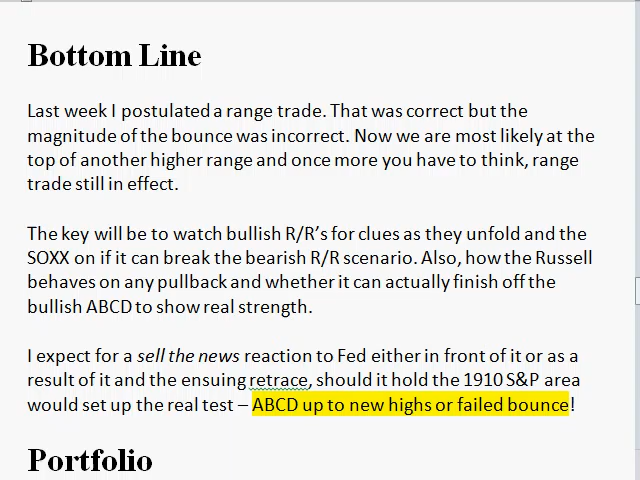 Bottom Line
Last week I postulated a range trade. That was correct but the
magnitude of the bounce was incorrect. Now we are most likely at the
top of another higher range and once more you have to think, range
trade still in effect.
The key will be to watch bullish R/R’s for clues as they unfold and the
SOXX on if it can break the bearish R/R scenario. Also, how the Russell
behaves on any pullback and whether it can actually finish off the
bullish ABCD to show real strength.
I expect for a sell the news reaction to Fed either in front of it or as a
result of it and the ensuing retrace, should it hold the 1910 S&P area
would set up the real test – ABCD up to new highs or failed bounce!
Portfolio